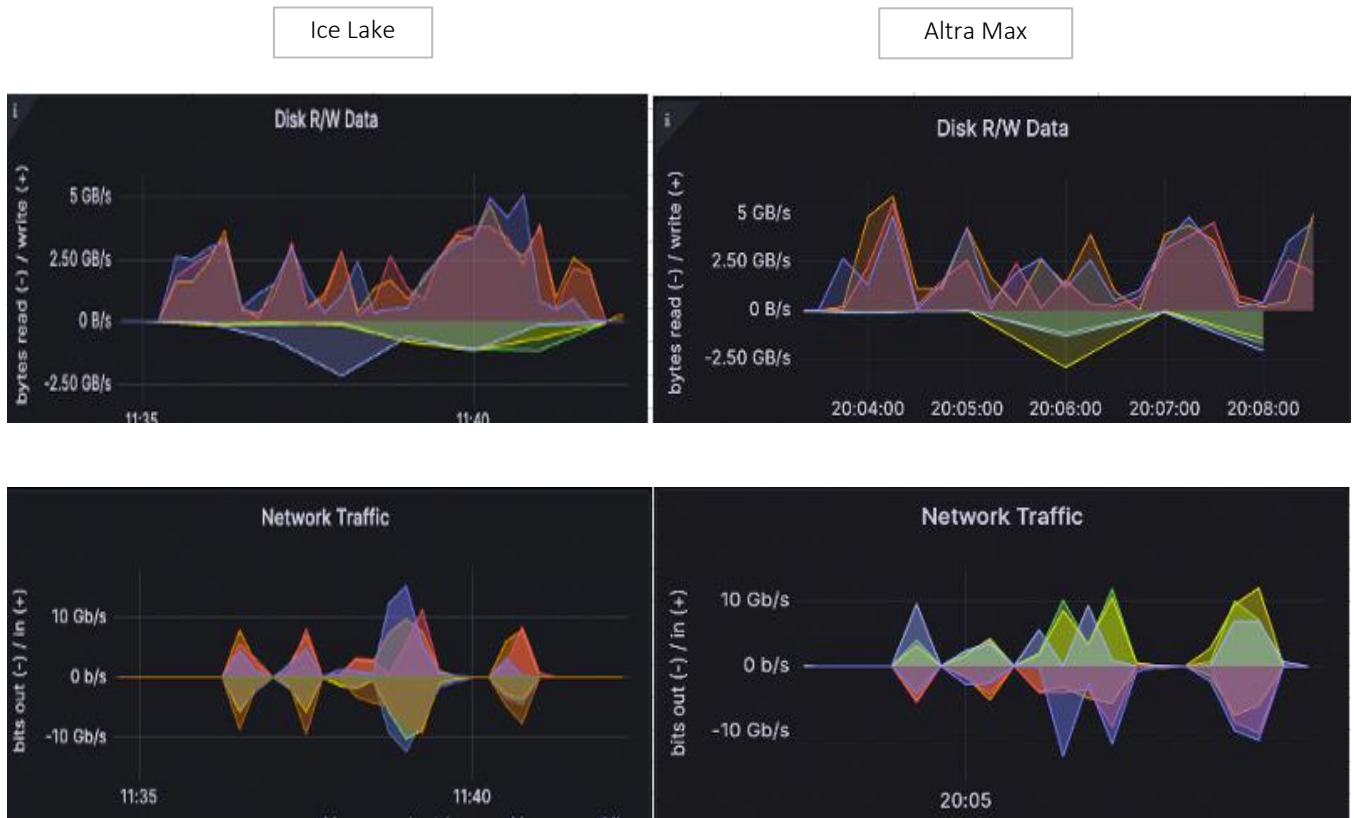 Ice Lake
Altra Max
Disk R/W Data
bytes read (-) / write (+)
5 GB/s
2.50 GB/s
0 B/s
-2.50 GB/s
11:35
11:40
Disk R/W Data
bytes read (-) / write (+)
5 GB/s
2.50 GB/s
0 B/s
-2.50 GB/s
20:04:00
20:05:00
20:06:00
20:07:00
20:08:00
Network Traffic
bits out (-) / in (+)
10 Gb/s
0 b/s
-10 Gb/s
11:35
11:40
Network Traffic
bits out (-) / in (+)
10 Gb/s
0 b/s
-10 Gb/s
20:05